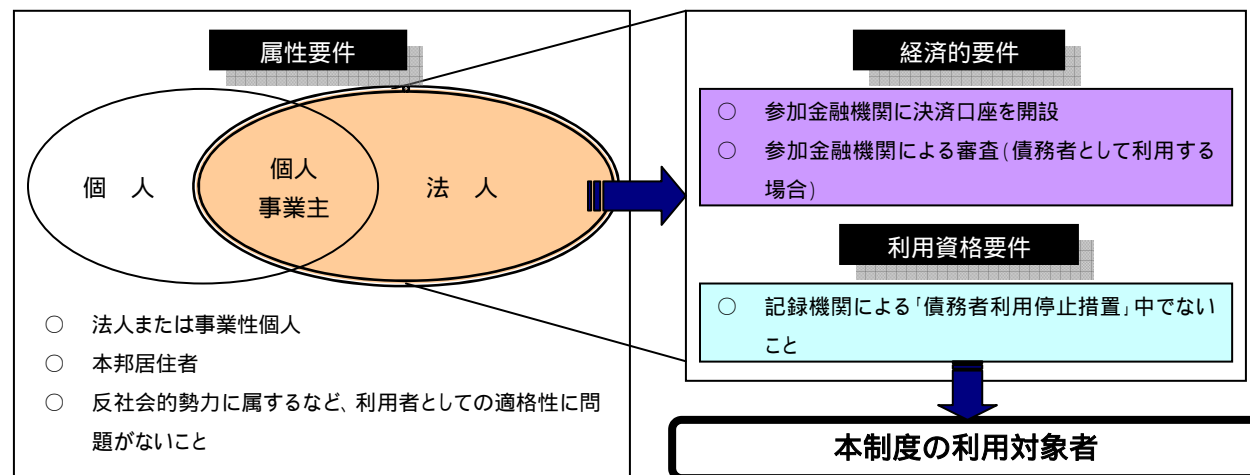 属性要件
個 人
個人
事業主
法 人
○ 法人または事業性個人
○ 本邦居住者
○ 反社会的勢力に属するなど、利用者としての適格性に問
題がないこと
経済的要件
○ 参加金融機関に決済口座を開設
○ 参加金融機関による審査(債務者として利用する
場合)
利用資格要件
○ 記録機関による「債務者利用停止措置」中でない
こと
本制度の利用対象者